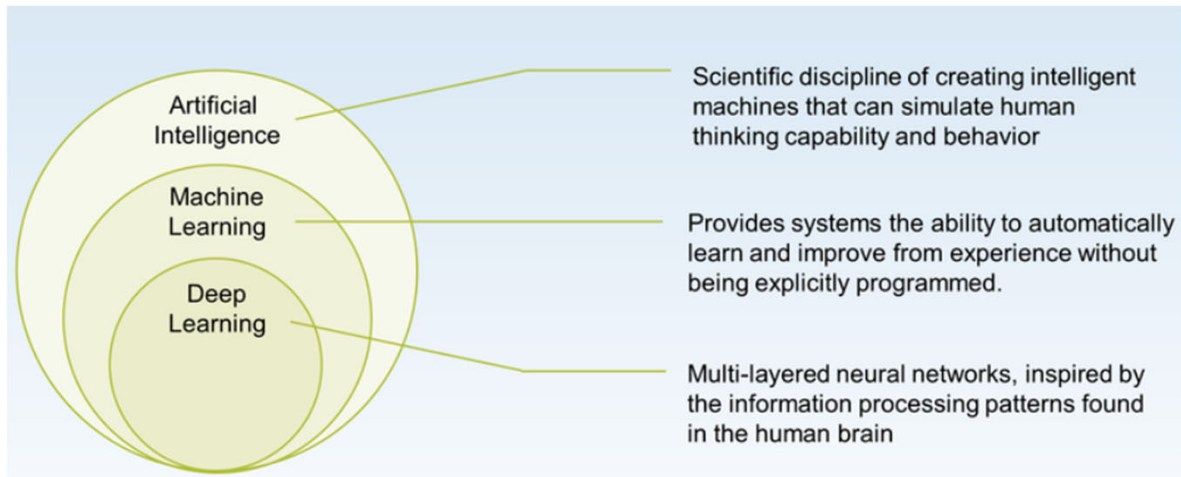 Artificial
Intelligence
Machine
Learning
Deep
Learning
Scientific discipline of creating intelligent
machines that can simulate human
thinking capability and behavior
Provides systems the ability to automatically
learn and improve from experience without
being explicitly programmed.
Multi-layered neural networks, inspired by
the information processing patterns found
in the human brain